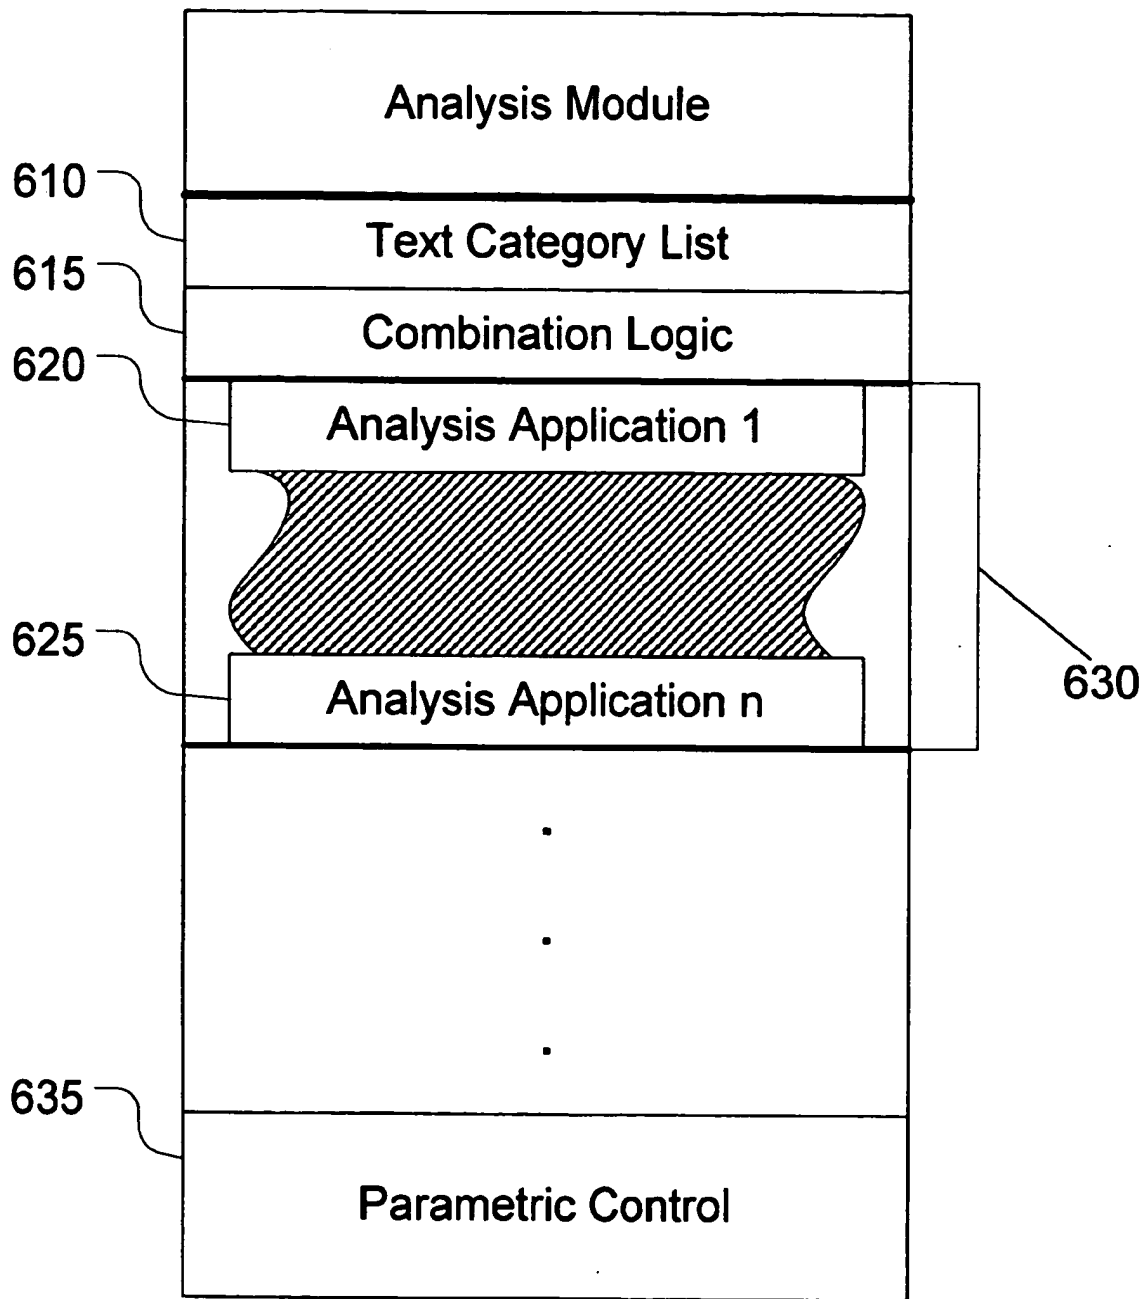 Analysis Module
610
Text Category List
615
Combination Logic
620
Analysis Application 1
625
Analysis Application n
630
635
Parametric Control